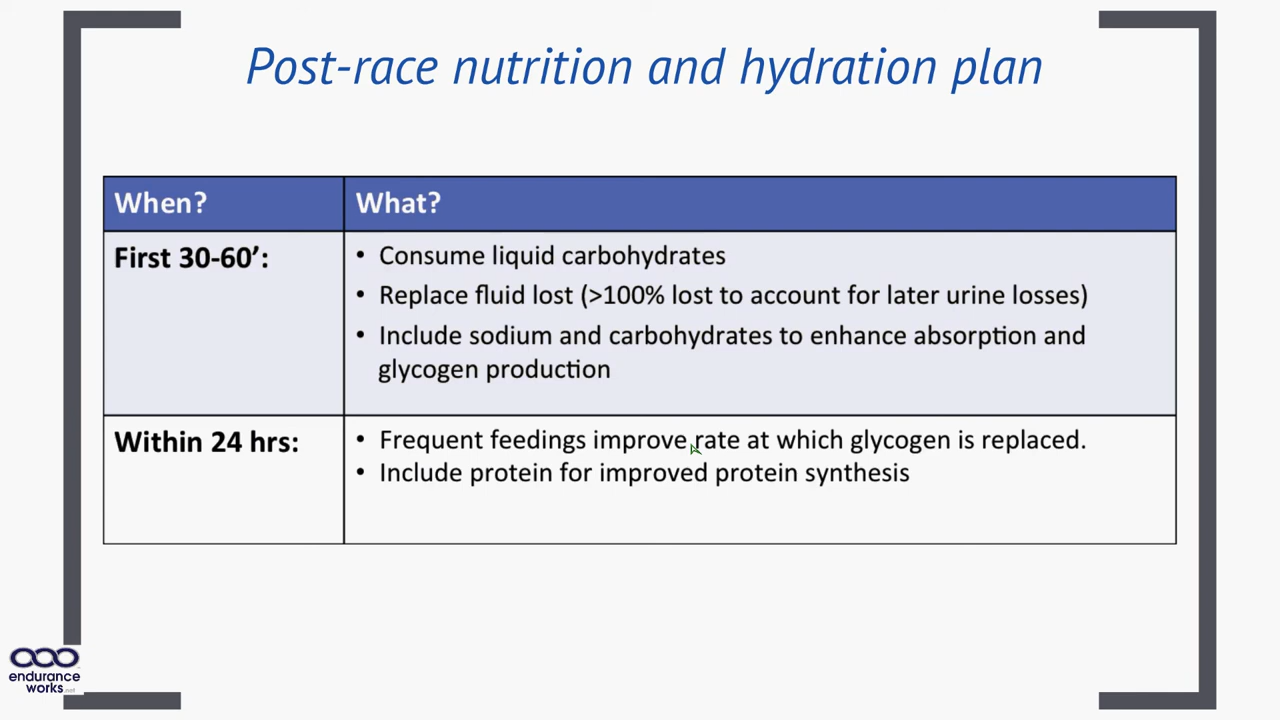 Post-race nutrition and hydration plan
When?
What?
First 30-60’:
• Consume liquid carbohydrates
• Replace fluid lost (>100% lost to account for later urine losses)
• Include sodium and carbohydrates to enhance absorption and
glycogen production
Within 24 hrs:
• Frequent feedings improve rate at which glycogen is replaced.
• Include protein for improved protein synthesis
endurance
works.net